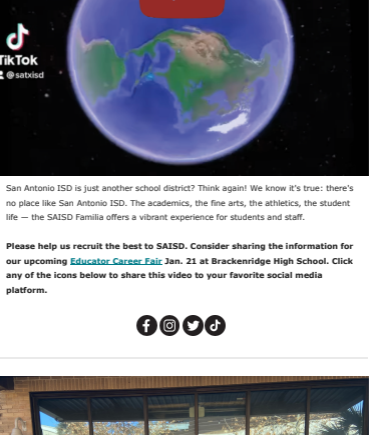 TikTok
@satxisd
San Antonio ISD is just another school district? Think again! We know it's true: there's
no place like San Antonio ISD. The academics, the fine arts, the athletics, the student
life — the SAISD Familia offers a vibrant experience for students and staff.
Please help us recruit the best to SAISD. Consider sharing the information for
our upcoming Educator Career Fair Jan. 21 at Brackenridge High School. Click
any of the icons below to share this video to your favorite social media
platform.